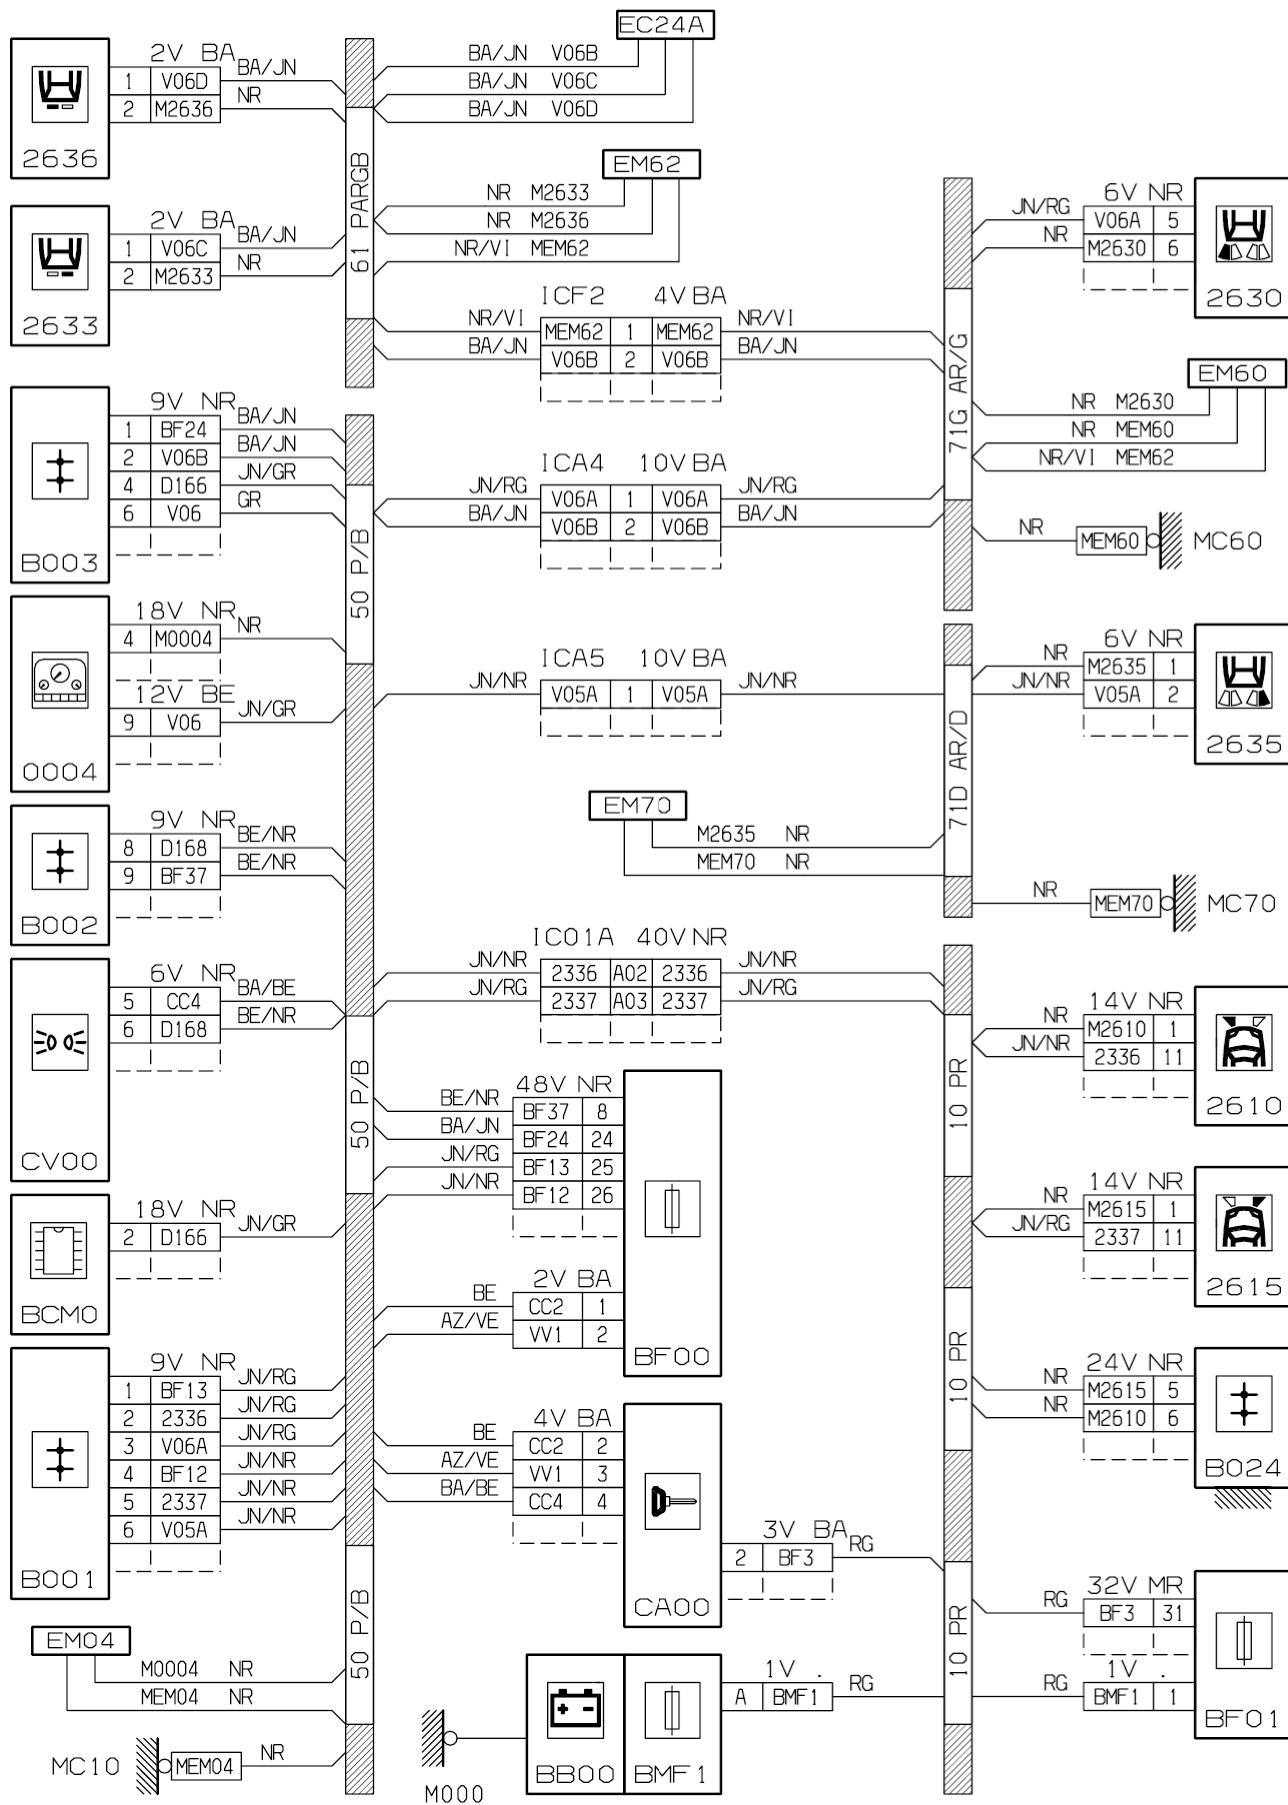 EC24A
2V BA
1 V06D BA/JN
2 M2636 NR
2636
BA/JN V06B
BA/JN V06C
BA/JN V06D
EM62
NR M2633
NR M2636
NR/VI MEM62
2V BA
1 V06C BA/JN
2 M2633 NR
2633
61 PARGB
ICF2 4V BA
NR/VI MEM62 1 MEM62 NR/VI
BA/JN V06B 2 V06B BA/JN
6V NR
JN/RG V06A 5
NR M2630 6
2630
71G AR/G
EM60
NR M2630
NR MEM60
NR/VI MEM62
9V NR
1 BF24 BA/JN
2 V06B BA/JN
4 D166 JN/GR
6 V06 GR
B003
ICA4 10V BA
JN/RG V06A 1 V06A JN/RG
BA/JN V06B 2 V06B BA/JN
NR MEM60 MC60
50 P/B
18V NR
4 M0004 NR
12V BE
9 V06 JN/GR
0004
ICA5 10V BA
JN/NR V05A 1 V05A JN/NR
6V NR
NR M2635 1
JN/NR V05A 2
2635
71D AR/D
EM70
M2635 NR
MEM70 NR
NR MEM70 MC70
9V NR
8 D168 BE/NR
9 BF37 BE/NR
B002
IC01A 40V NR
JN/NR 2336 A02 2336 JN/NR
JN/RG 2337 A03 2337 JN/RG
6V NR
5 CC4 BA/BE
6 D168 BE/NR
CV00
50 P/B
14V NR
NR M2610 1
JN/NR 2336 11
2610
10 PR
48V NR
BE/NR BF37 8
BA/JN BF24 24
JN/RG BF13 25
JN/NR BF12 26
2V BA
BE CC2 1
AZ/VE VV1 2
BF00
18V NR
2 D166 JN/GR
BCM0
14V NR
NR M2615 1
JN/RG 2337 11
2615
9V NR
1 BF13 JN/RG
2 2336 JN/RG
3 V06A JN/RG
4 BF12 JN/NR
5 2337 JN/NR
6 V05A JN/NR
B001
4V BA
BE CC2 2
AZ/VE VV1 3
BA/BE CC4 4
CA00
3V BA
2 BF3 RG
10 PR
24V NR
NR M2615 5
NR M2610 6
B024
EM04
M0004 NR
MEM04 NR
50 P/B
MC10 MEM04 NR
M000
BB00
BMF1
1V .
A BMF1 RG
10 PR
32V MR
RG BF3 31
1V .
RG BMF1 1
BF01